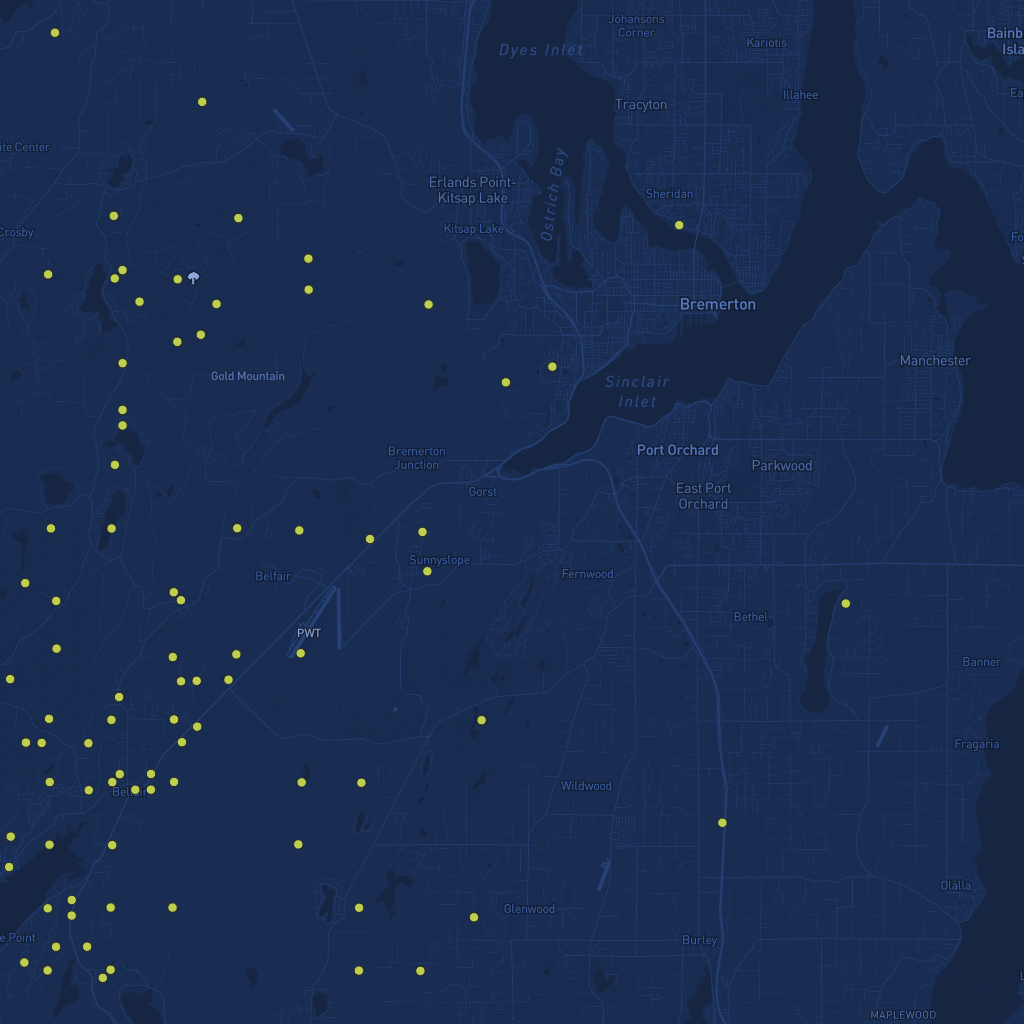 Johansons
Corner
Dyes Inlet
Kariotis
Bainb
Isla
Illahee
Ea
Tracyton
ite Center
Erlands Point-
Kitsap Lake
Ostrich Bay
Sheridan
Crosby
Kitsap Lake
Fo
Bremerton
Manchester
Gold Mountain
Sinclair
Inlet
Bremerton
Junction
Port Orchard
Parkwood
Gorst
East Port
Orchard
Sunnyslope
Belfair
Fernwood
Bethel
PWT
Banner
Fragaria
Wildwood
Belfair
Olalla
Glenwood
e Point
Burley
MAPLEWOOD